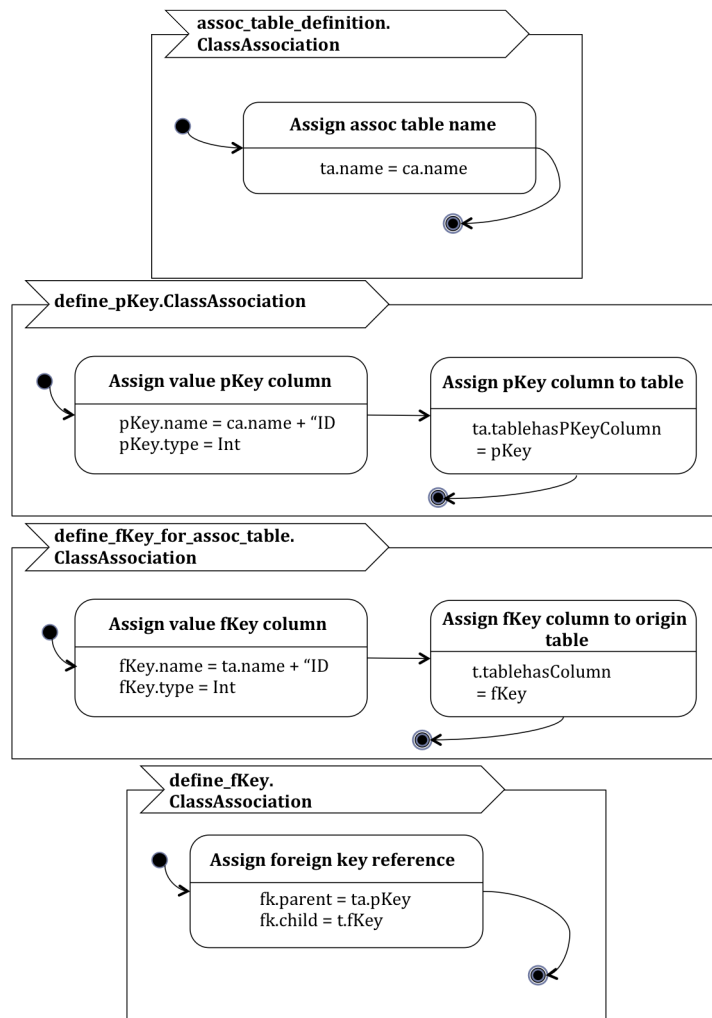 assoc_table_definition.
ClassAssociation
Assign assoc table name
ta.name = ca.name
define_pKey.ClassAssociation
Assign value pKey column
pKey.name = ca.name + “ID
pKey.type = Int
Assign pKey column to table
ta.tablehasPKeyColumn
= pKey
define_fKey_for_assoc_table.
ClassAssociation
Assign value fKey column
fKey.name = ta.name + “ID
fKey.type = Int
Assign fKey column to origin
table
t.tablehasColumn
= fKey
define_fKey.
ClassAssociation
Assign foreign key reference
fk.parent = ta.pKey
fk.child = t.fKey